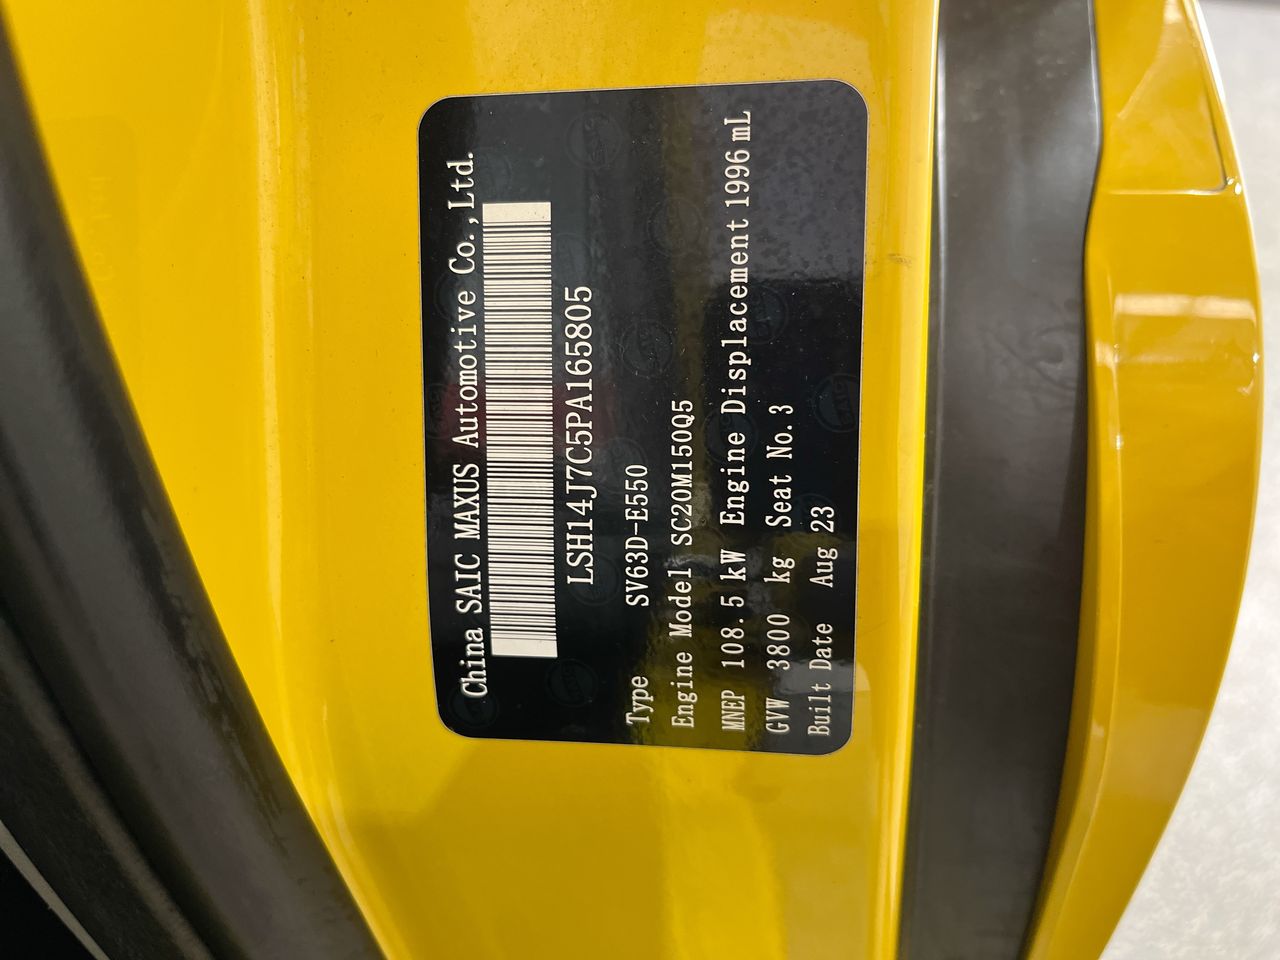 China SAIC MAXUS Automotive Co.,Ltd.
LSH14J7C5PA165805
Type SV63D-E550
Engine Model SC20M150Q5
MNEP 108.5 kW Engine Displacement 1996 mL
GVW 3800 kg Seat No. 3
Built Date Aug 23